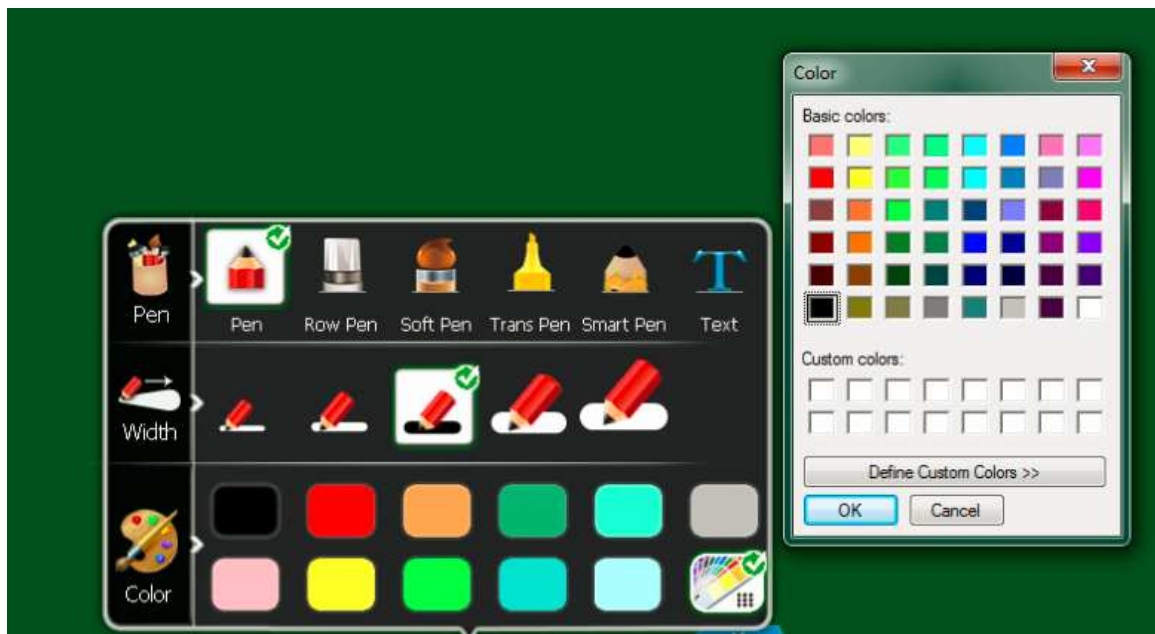 Color
Basic colors:
Custom colors:
Define Custom Colors >>
OK Cancel
Pen
Pen Row Pen Soft Pen Trans Pen Smart Pen Text
Width
Color